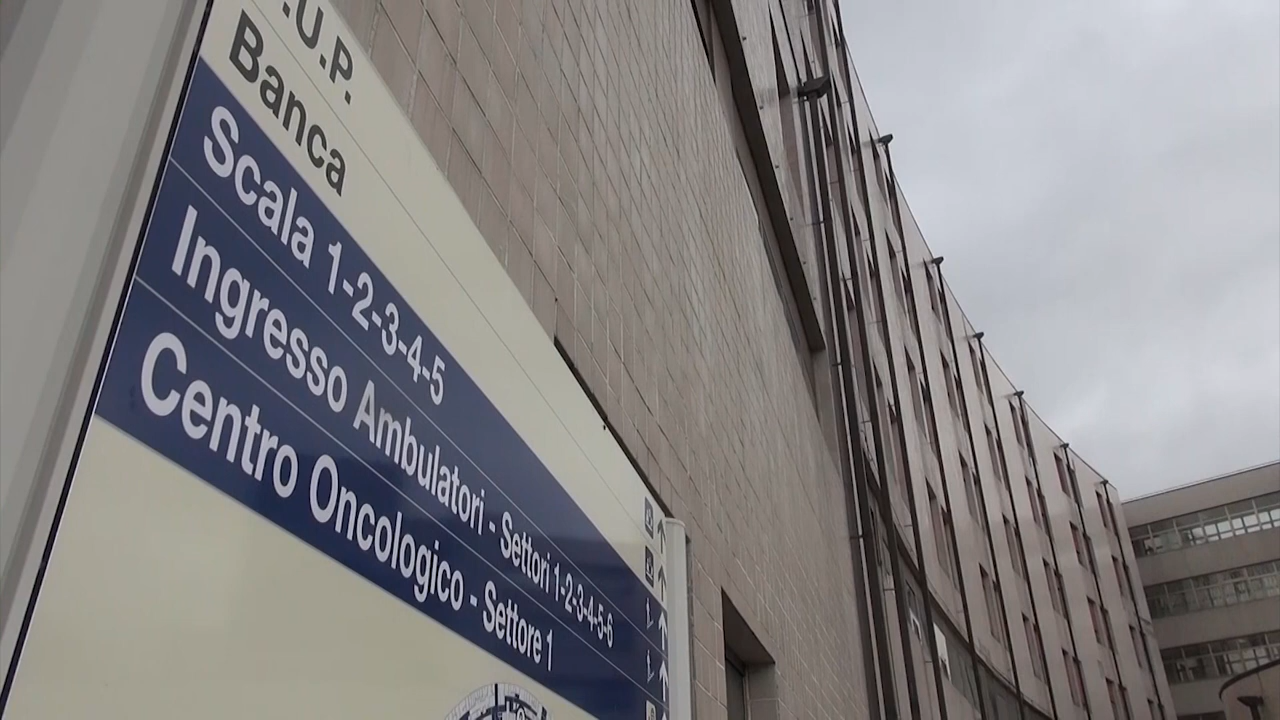 .U.P.
Banca
Scala 1-2-3-4-5
Ingresso Ambulatori - Settori 1-2-3-4-5-6
Centro Oncologico - Settore 1